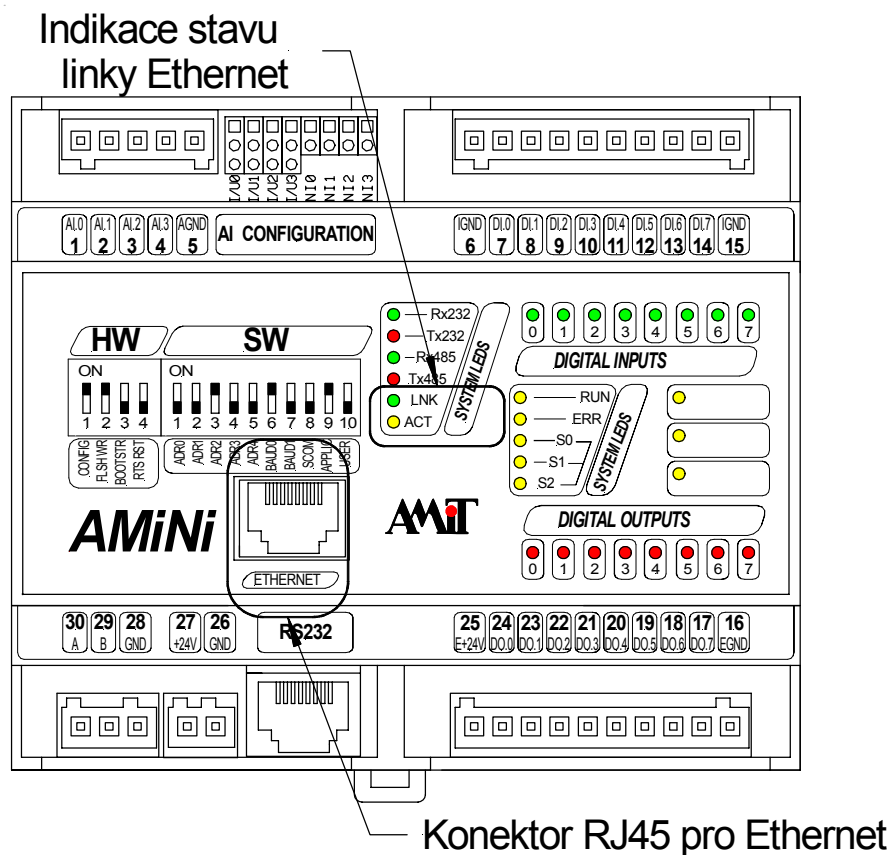 Indikace stavu
linky Ethernet
I/U0 I/U1 I/U2 I/U3 NI0 NI1 NI2 NI3
AI.0 AI.1 AI.2 AI.3 AGND
1 2 3 4 5
AI CONFIGURATION
IGND DI.0 DI.1 DI.2 DI.3 DI.4 DI.5 DI.6 DI.7 IGND
6 7 8 9 10 11 12 13 14 15
HW SW
ON ON
1 2 3 4 1 2 3 4 5 6 7 8 9 10
CONFIG FLSH WR BOOTSTR RTS RST
ADR0 ADR1 ADR2 ADR3 ADR4 BAUD0 BAUD1 SCOM APPLIC USER
Rx232
Tx232
Rx485
Tx485
LNK
ACT
SYSTEM LEDS
0 1 2 3 4 5 6 7
DIGITAL INPUTS
RUN
ERR
S0
S1
S2
SYSTEM LEDS
AMiNi
AMiT
DIGITAL OUTPUTS
0 1 2 3 4 5 6 7
ETHERNET
30 29 28 27 26
A B GND +24V GND
RS232
25 24 23 22 21 20 19 18 17 16
E+24V DO.0 DO.1 DO.2 DO.3 DO.4 DO.5 DO.6 DO.7 EGND
Konektor RJ45 pro Ethernet